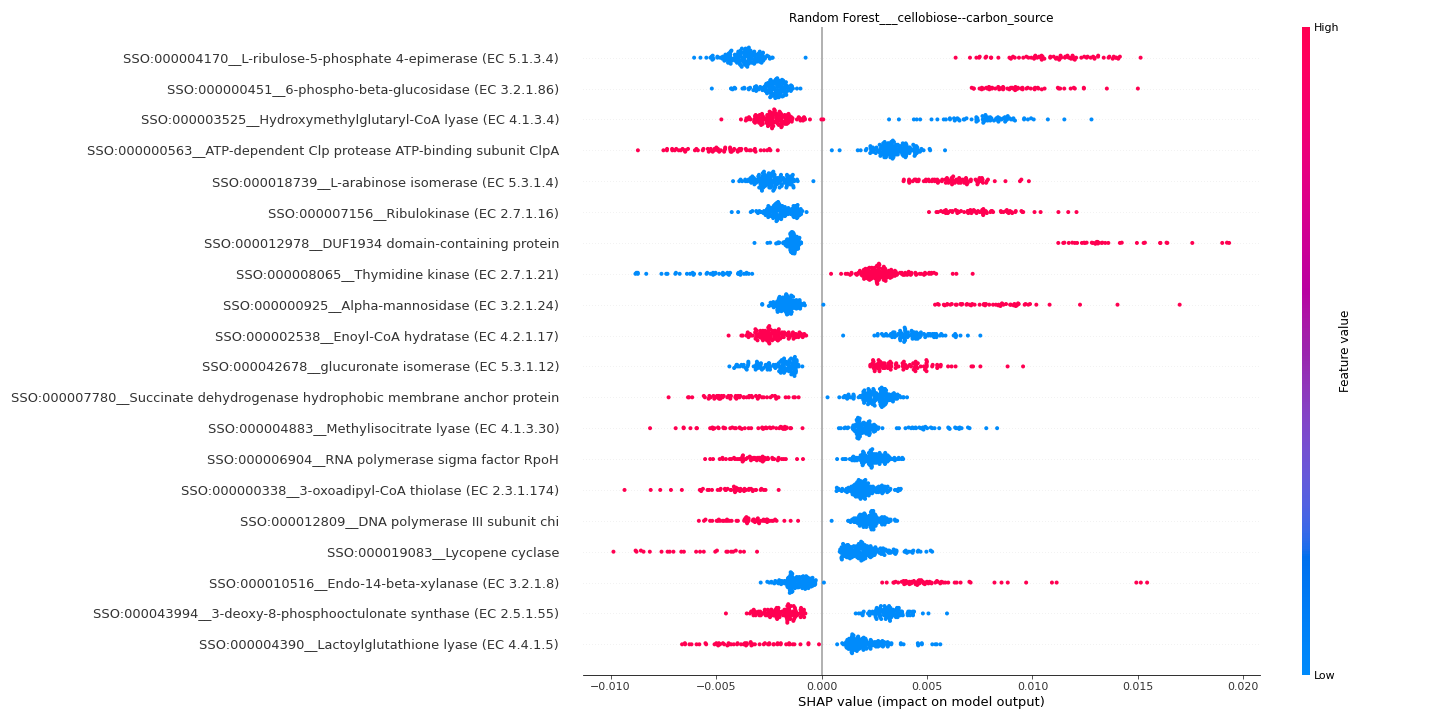 Random Forest___cellobiose--carbon_source
High
SSO:000004170__L-ribulose-5-phosphate 4-epimerase (EC 5.1.3.4)
SSO:000000451__6-phospho-beta-glucosidase (EC 3.2.1.86)
SSO:000003525__Hydroxymethylglutaryl-CoA lyase (EC 4.1.3.4)
SSO:000000563__ATP-dependent Clp protease ATP-binding subunit ClpA
SSO:000018739__L-arabinose isomerase (EC 5.3.1.4)
SSO:000007156__Ribulokinase (EC 2.7.1.16)
SSO:000012978__DUF1934 domain-containing protein
SSO:000008065__Thymidine kinase (EC 2.7.1.21)
SSO:000000925__Alpha-mannosidase (EC 3.2.1.24)
SSO:000002538__Enoyl-CoA hydratase (EC 4.2.1.17)
SSO:000042678__glucuronate isomerase (EC 5.3.1.12)
SSO:000007780__Succinate dehydrogenase hydrophobic membrane anchor protein
SSO:000004883__Methylisocitrate lyase (EC 4.1.3.30)
SSO:000006904__RNA polymerase sigma factor RpoH
SSO:000000338__3-oxoadipyl-CoA thiolase (EC 2.3.1.174)
SSO:000012809__DNA polymerase III subunit chi
SSO:000019083__Lycopene cyclase
SSO:000010516__Endo-14-beta-xylanase (EC 3.2.1.8)
SSO:000043994__3-deoxy-8-phosphooctulonate synthase (EC 2.5.1.55)
SSO:000004390__Lactoylglutathione lyase (EC 4.4.1.5)
Feature value
Low
−0.010 −0.005 0.000 0.005 0.010 0.015 0.020
SHAP value (impact on model output)